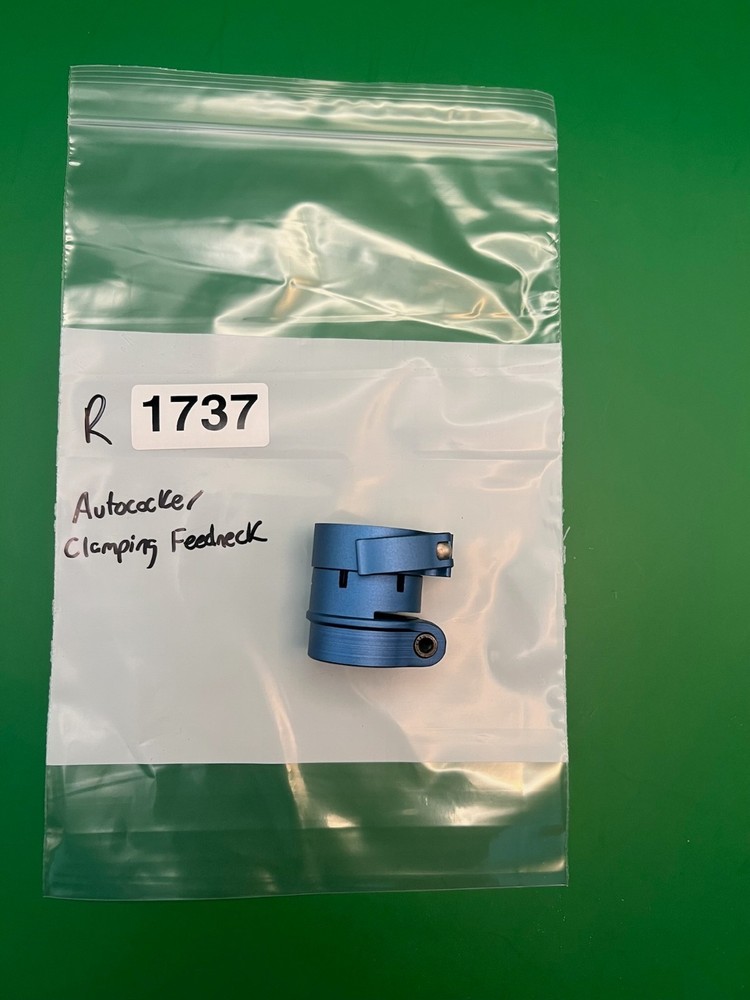 R 1737
Autococker
Clamping Feedneck